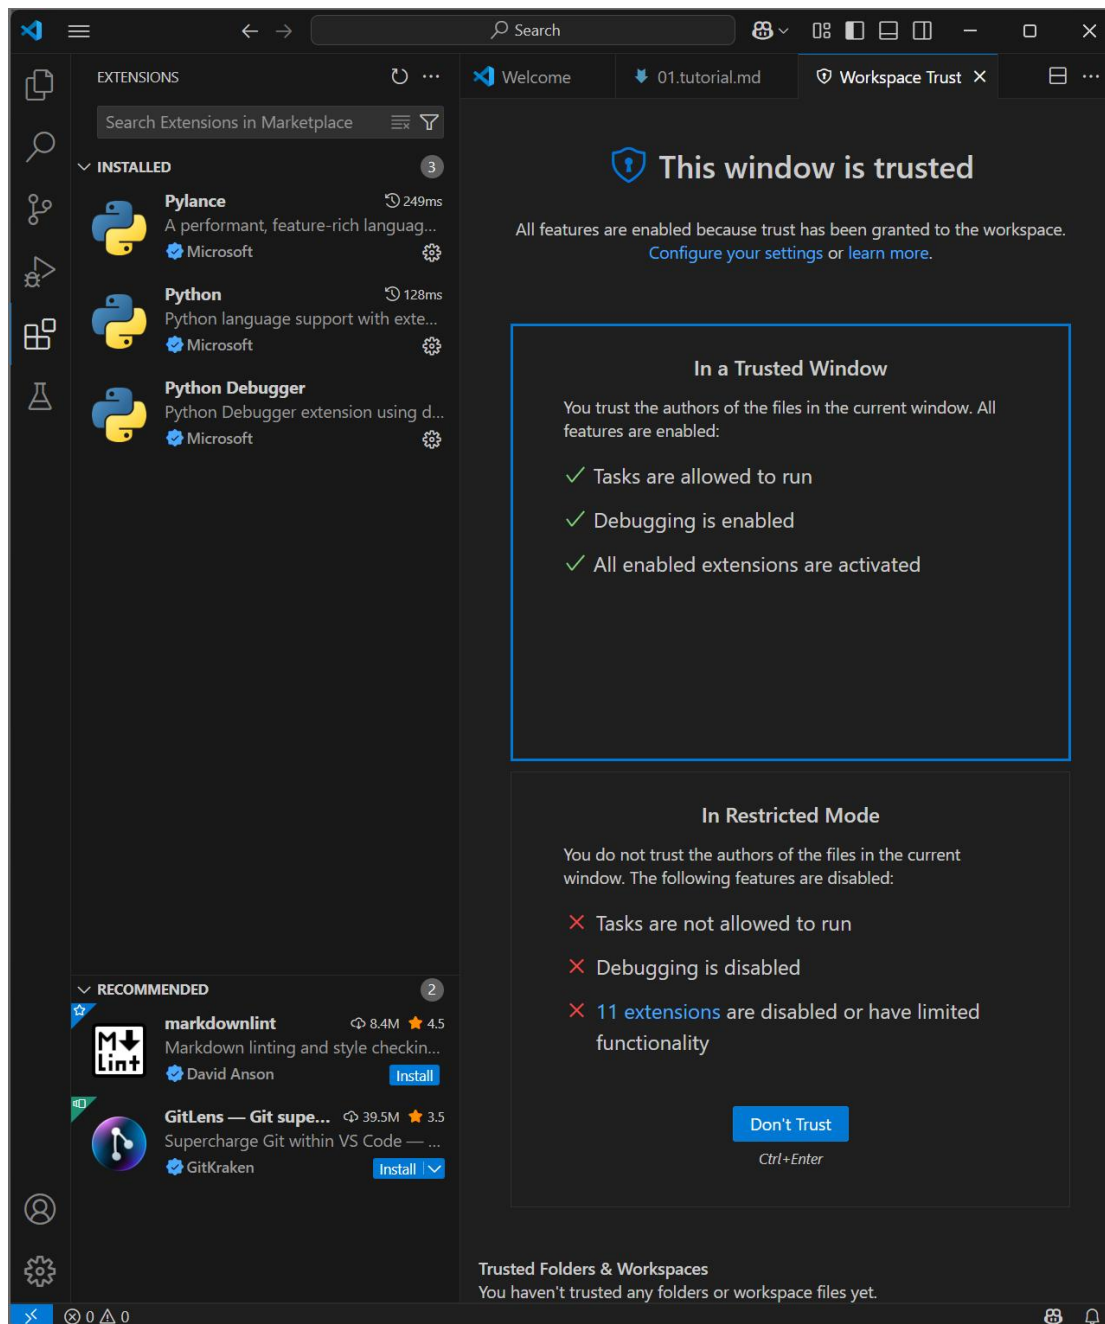 Search
EXTENSIONS
Search Extensions in Marketplace
INSTALLED
3
Pylance
249ms
A performant, feature-rich languag...
Microsoft
Python
128ms
Python language support with exte...
Microsoft
Python Debugger
Python Debugger extension using d...
Microsoft
RECOMMENDED
2
M
Lint
markdownlint
8.4M
4.5
Markdown linting and style checkin...
David Anson
Install
GitLens — Git supe...
39.5M
3.5
Supercharge Git within VS Code — ...
GitKraken
Install
Welcome
01.tutorial.md
Workspace Trust
This window is trusted
All features are enabled because trust has been granted to the workspace.
Configure your settings or learn more.
In a Trusted Window
You trust the authors of the files in the current window. All
features are enabled:
Tasks are allowed to run
Debugging is enabled
All enabled extensions are activated
In Restricted Mode
You do not trust the authors of the files in the current
window. The following features are disabled:
Tasks are not allowed to run
Debugging is disabled
11 extensions are disabled or have limited
functionality
Don't Trust
Ctrl+Enter
Trusted Folders & Workspaces
You haven't trusted any folders or workspace files yet.
0
0